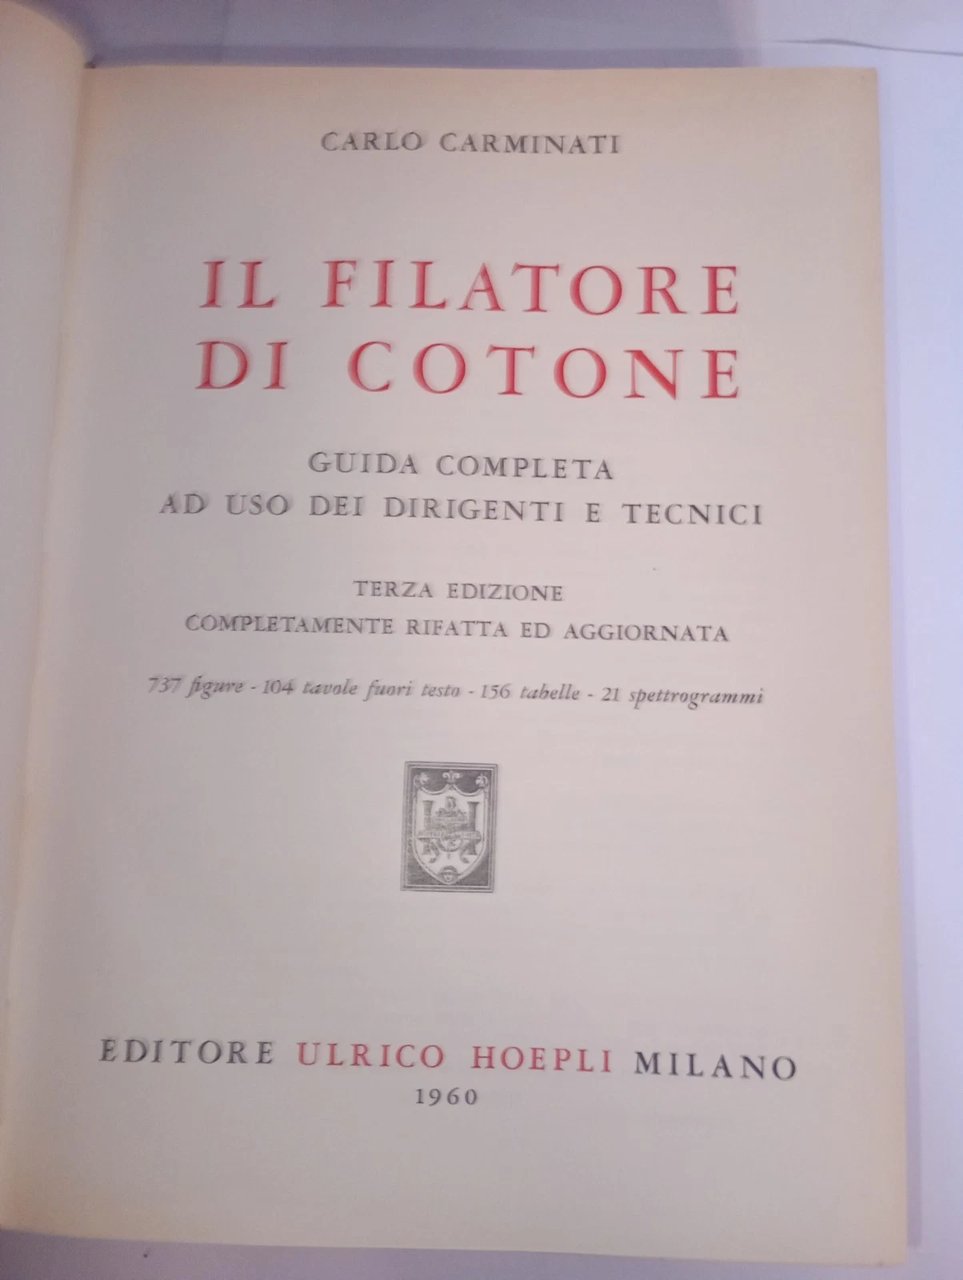 CARLO CARMINATI
IL FILATORE
DI COTONE
GUIDA COMPLETA
AD USO DEI DIRIGENTI E TECNICI
TERZA EDIZIONE
COMPLETAMENTE RIFATTA ED AGGIORNATA
737 figure - 104 tavole fuori testo - 156 tabelle - 21 spettrogrammi
EDITORE ULRICO HOEPLI MILANO
1960